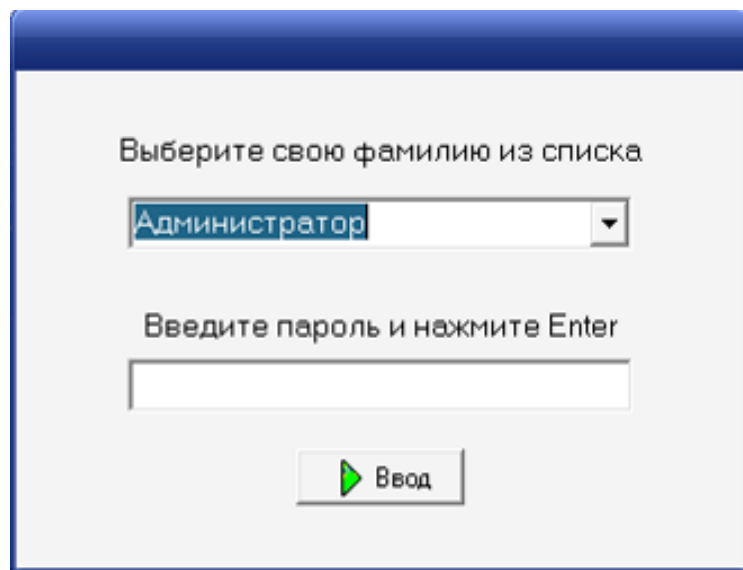 Выберите свою фамилию из списка
Администратор
Введите пароль и нажмите Enter
Ввод